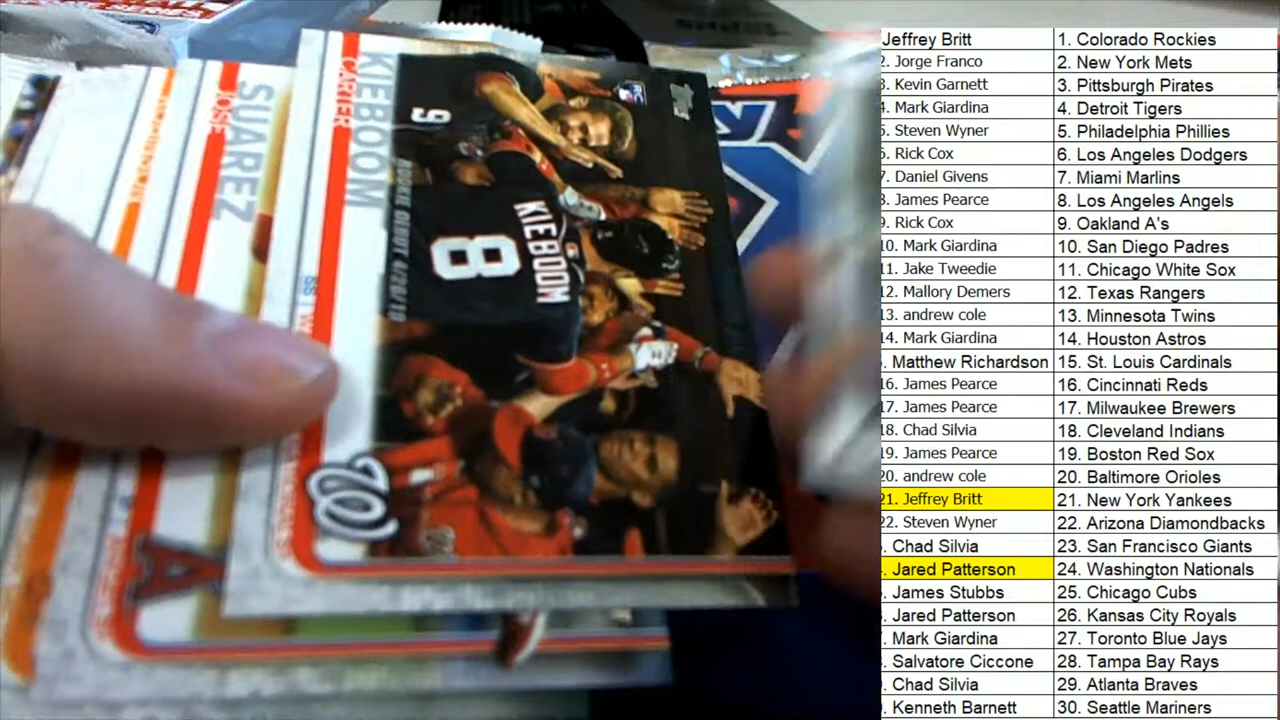 KIEBOOM
CARTER
ROOKIE DEBUT
KIEBOOM
8
9
RC
Topps
W
SUAREZ
JOSE
A
Jeffrey Britt 1. Colorado Rockies
2. Jorge Franco 2. New York Mets
3. Kevin Garnett 3. Pittsburgh Pirates
4. Mark Giardina 4. Detroit Tigers
5. Steven Wyner 5. Philadelphia Phillies
6. Rick Cox 6. Los Angeles Dodgers
7. Daniel Givens 7. Miami Marlins
8. James Pearce 8. Los Angeles Angels
9. Rick Cox 9. Oakland A's
10. Mark Giardina 10. San Diego Padres
11. Jake Tweedie 11. Chicago White Sox
12. Mallory Demers 12. Texas Rangers
13. andrew cole 13. Minnesota Twins
14. Mark Giardina 14. Houston Astros
. Matthew Richardson 15. St. Louis Cardinals
16. James Pearce 16. Cincinnati Reds
17. James Pearce 17. Milwaukee Brewers
18. Chad Silvia 18. Cleveland Indians
19. James Pearce 19. Boston Red Sox
20. andrew cole 20. Baltimore Orioles
21. Jeffrey Britt 21. New York Yankees
22. Steven Wyner 22. Arizona Diamondbacks
. Chad Silvia 23. San Francisco Giants
. Jared Patterson 24. Washington Nationals
. James Stubbs 25. Chicago Cubs
. Jared Patterson 26. Kansas City Royals
. Mark Giardina 27. Toronto Blue Jays
. Salvatore Ciccone 28. Tampa Bay Rays
. Chad Silvia 29. Atlanta Braves
. Kenneth Barnett 30. Seattle Mariners